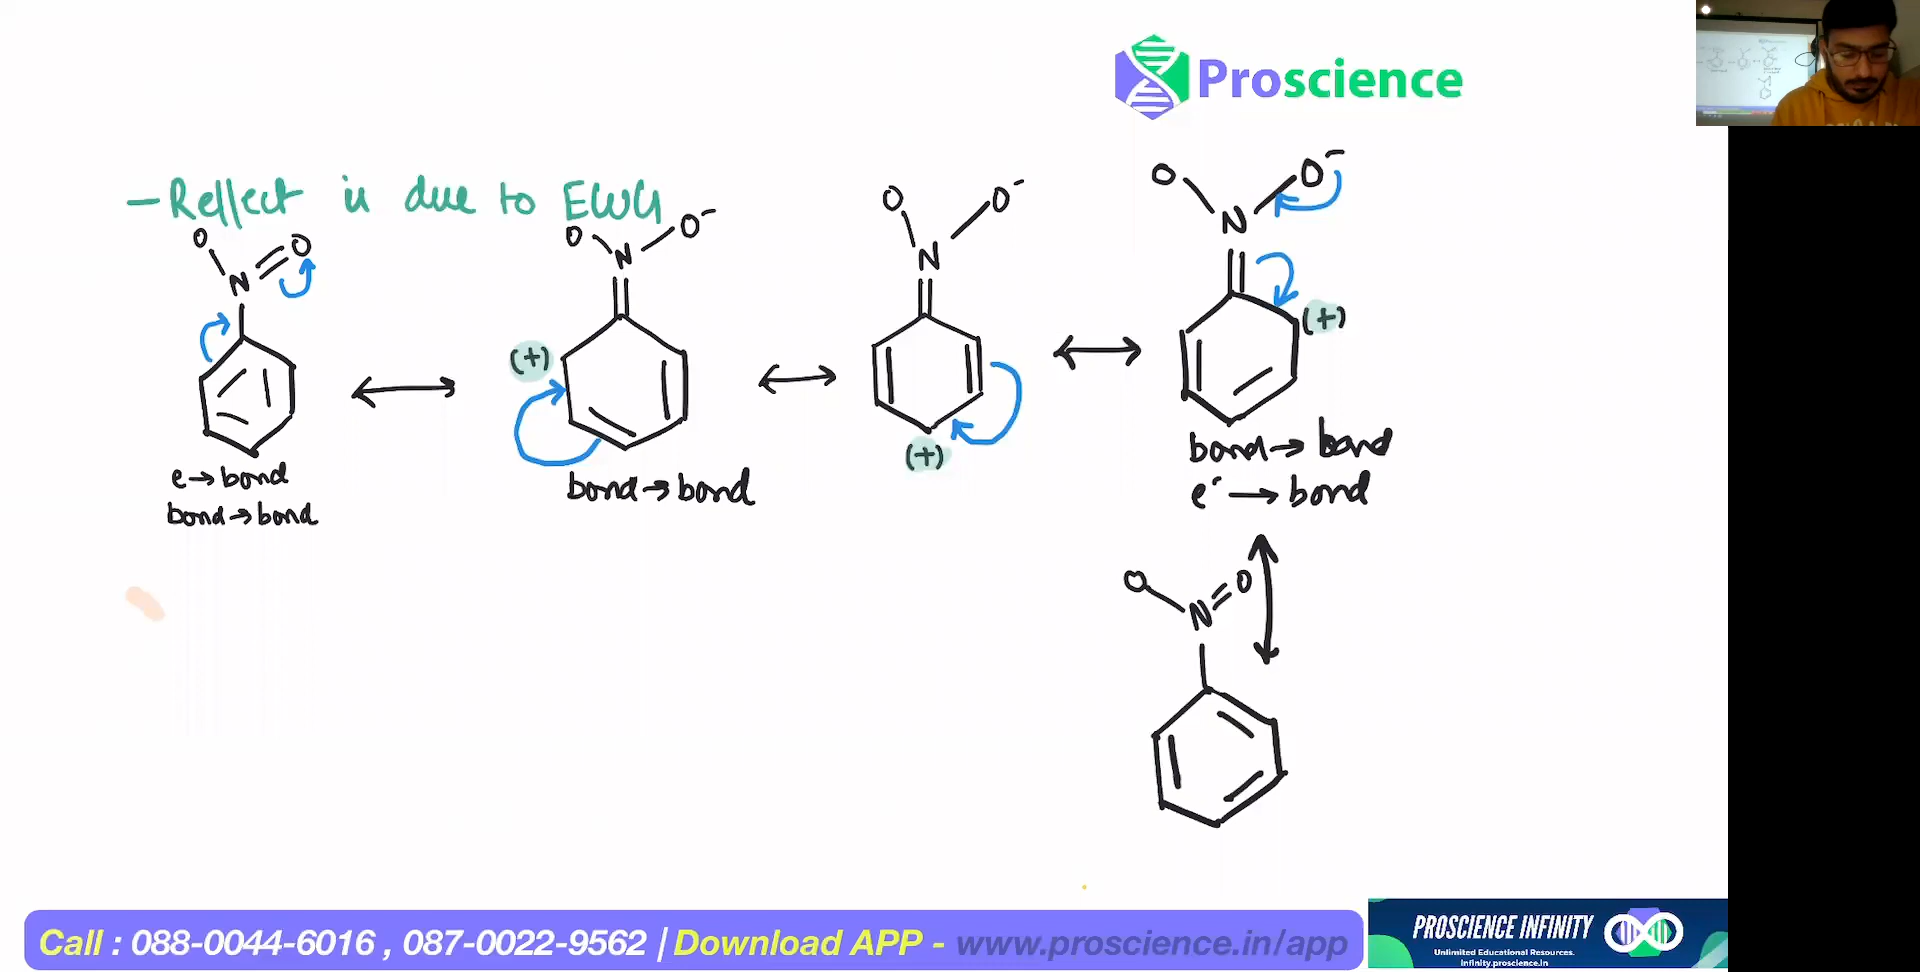 Proscience
– Reffect is due to EWG
O N O
O N O⁻
O N O⁻
O N O⁻
(+)
(+)
(+)
e → bond
bond → bond
bond → bond
bond → bond
e⁻ → bond
O N O
Call : 088-0044-6016 , 087-0022-9562 | Download APP - www.proscience.in/app
PROSCIENCE INFINITY
Unlimited Educational Resources.
infinity.proscience.in